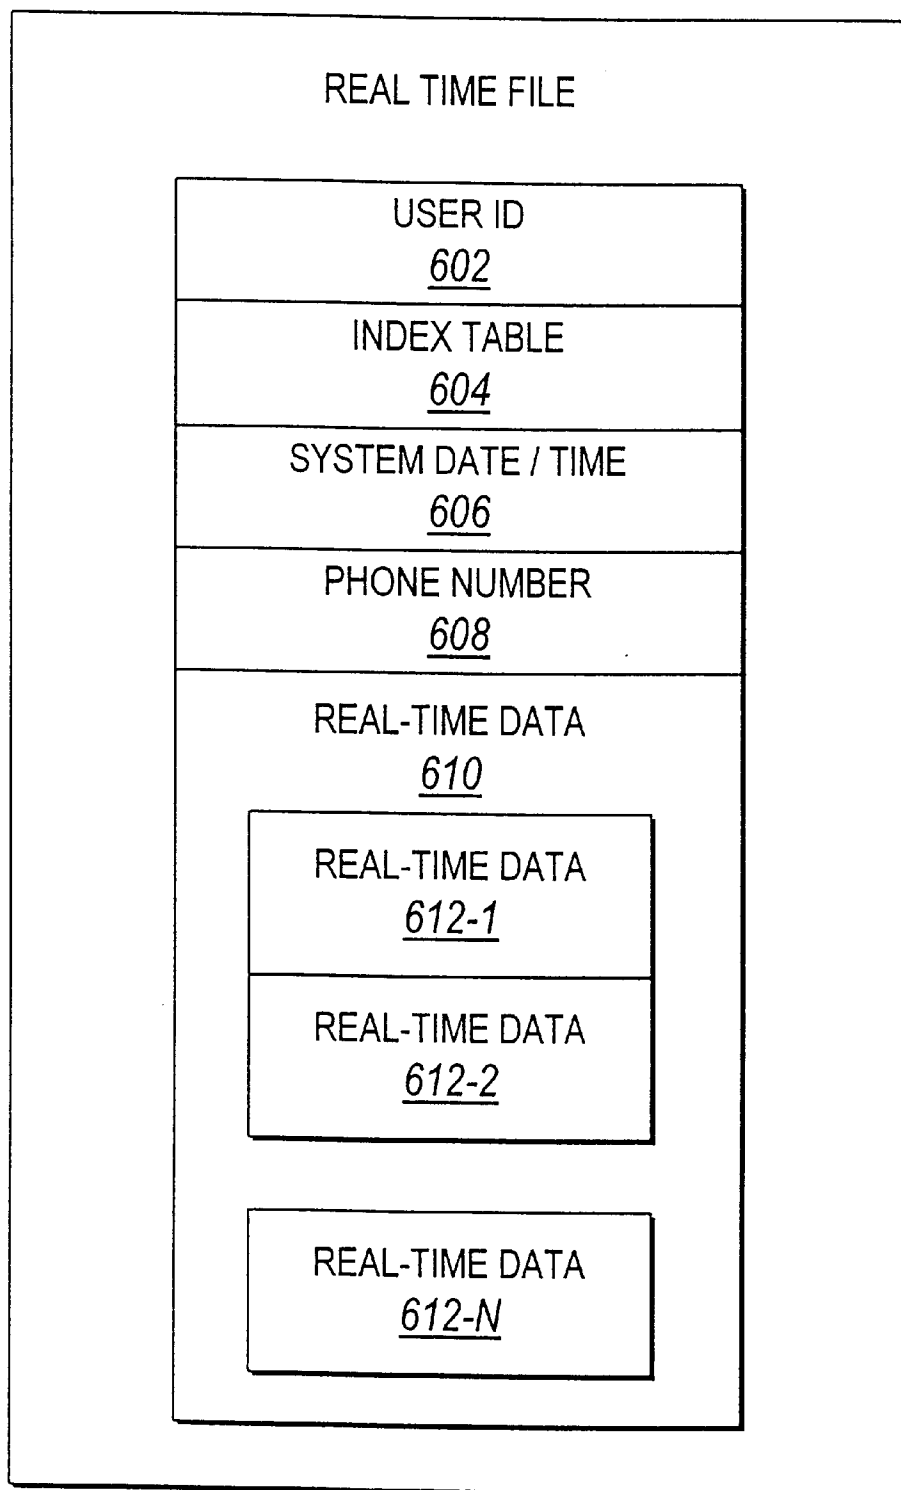 REAL TIME FILE
USER ID
602
INDEX TABLE
604
SYSTEM DATE / TIME
606
PHONE NUMBER
608
REAL-TIME DATA
610
REAL-TIME DATA
612-1
REAL-TIME DATA
612-2
REAL-TIME DATA
612-N